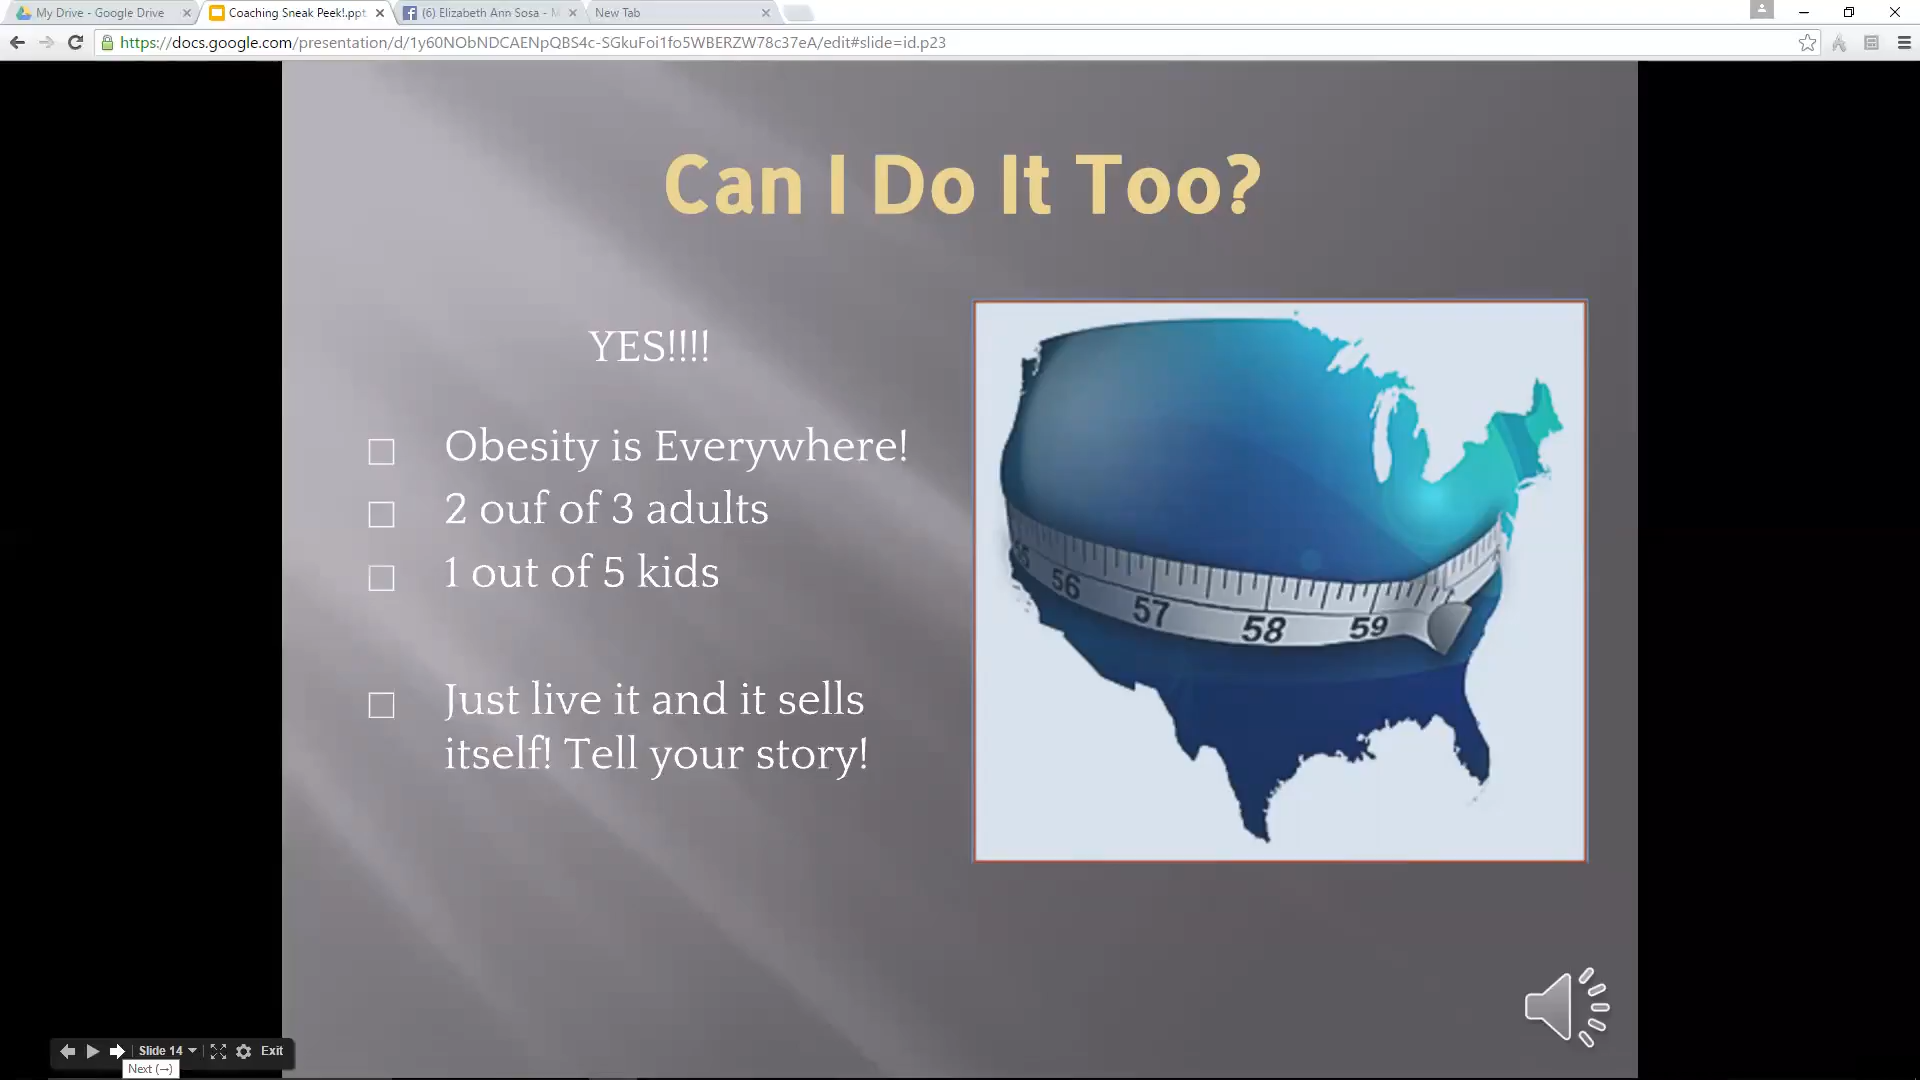 My Drive - Google Drive
Coaching Sneak Peek!.ppt
(6) Elizabeth Ann Sosa -
New Tab
https://docs.google.com/presentation/d/1y60NObNDCAENpQBS4c-SGkuFoi1fo5WBERZW78c37eA/edit#slide=id.p23
Can I Do It Too?
YES!!!!
Obesity is Everywhere!
2 ouf of 3 adults
1 out of 5 kids
Just live it and it sells
itself! Tell your story!
55 56 57 58 59
Slide 14
Exit
Next (→)